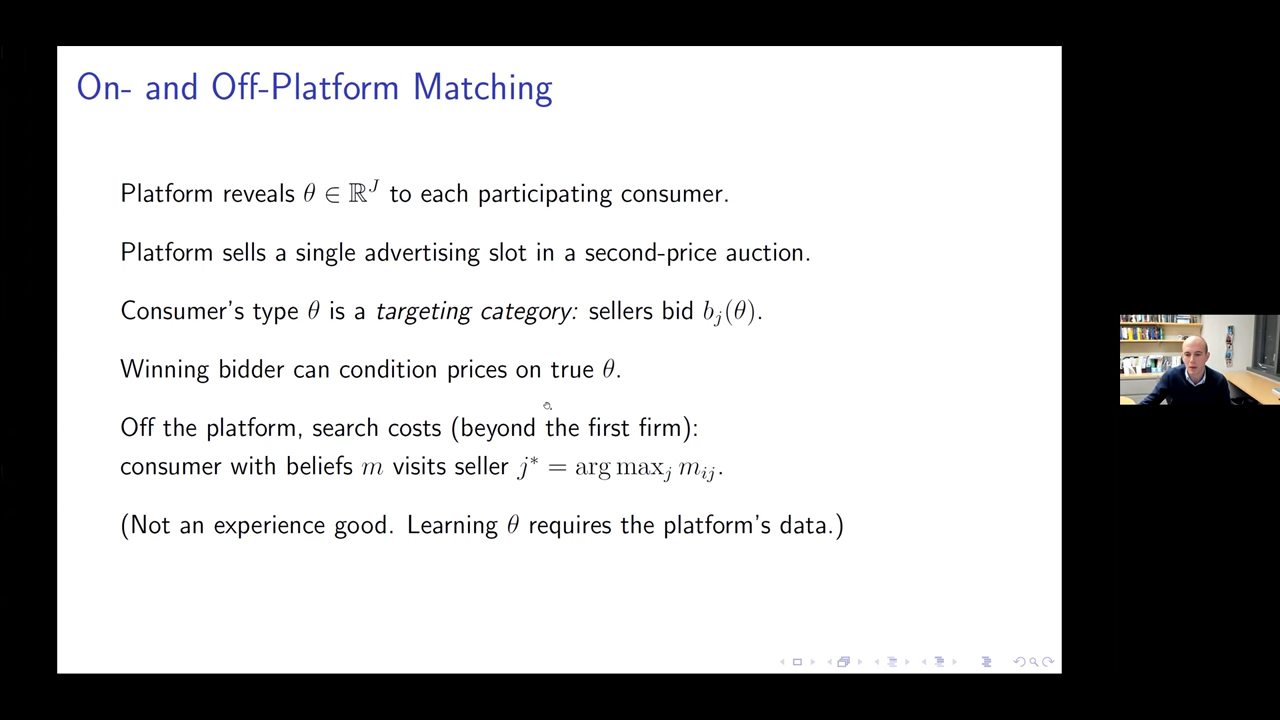 On- and Off-Platform Matching
Platform reveals θ ∈ ℝ^J to each participating consumer.
Platform sells a single advertising slot in a second-price auction.
Consumer's type θ is a targeting category: sellers bid b_j(θ).
Winning bidder can condition prices on true θ.
Off the platform, search costs (beyond the first firm):
consumer with beliefs m visits seller j* = arg max_j m_ij.
(Not an experience good. Learning θ requires the platform's data.)